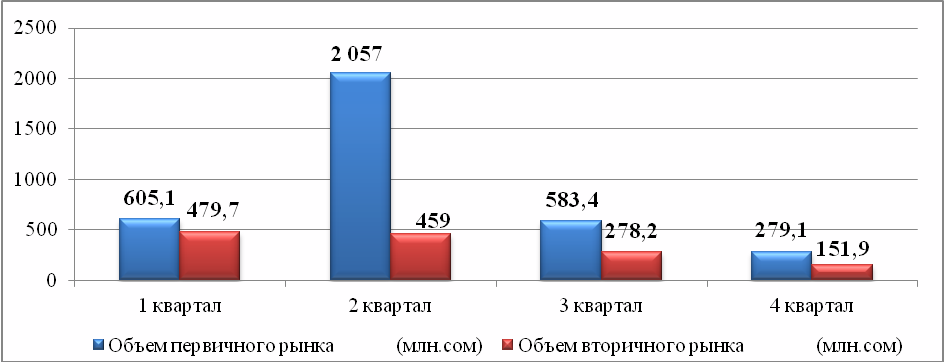 2500
2000
1500
1000
500
0
2 057
605,1
479,7
459
583,4
278,2
279,1
151,9
1 квартал
2 квартал
3 квартал
4 квартал
Объем первичного рынка (млн.сом)
Объем вторичного рынка (млн.сом)